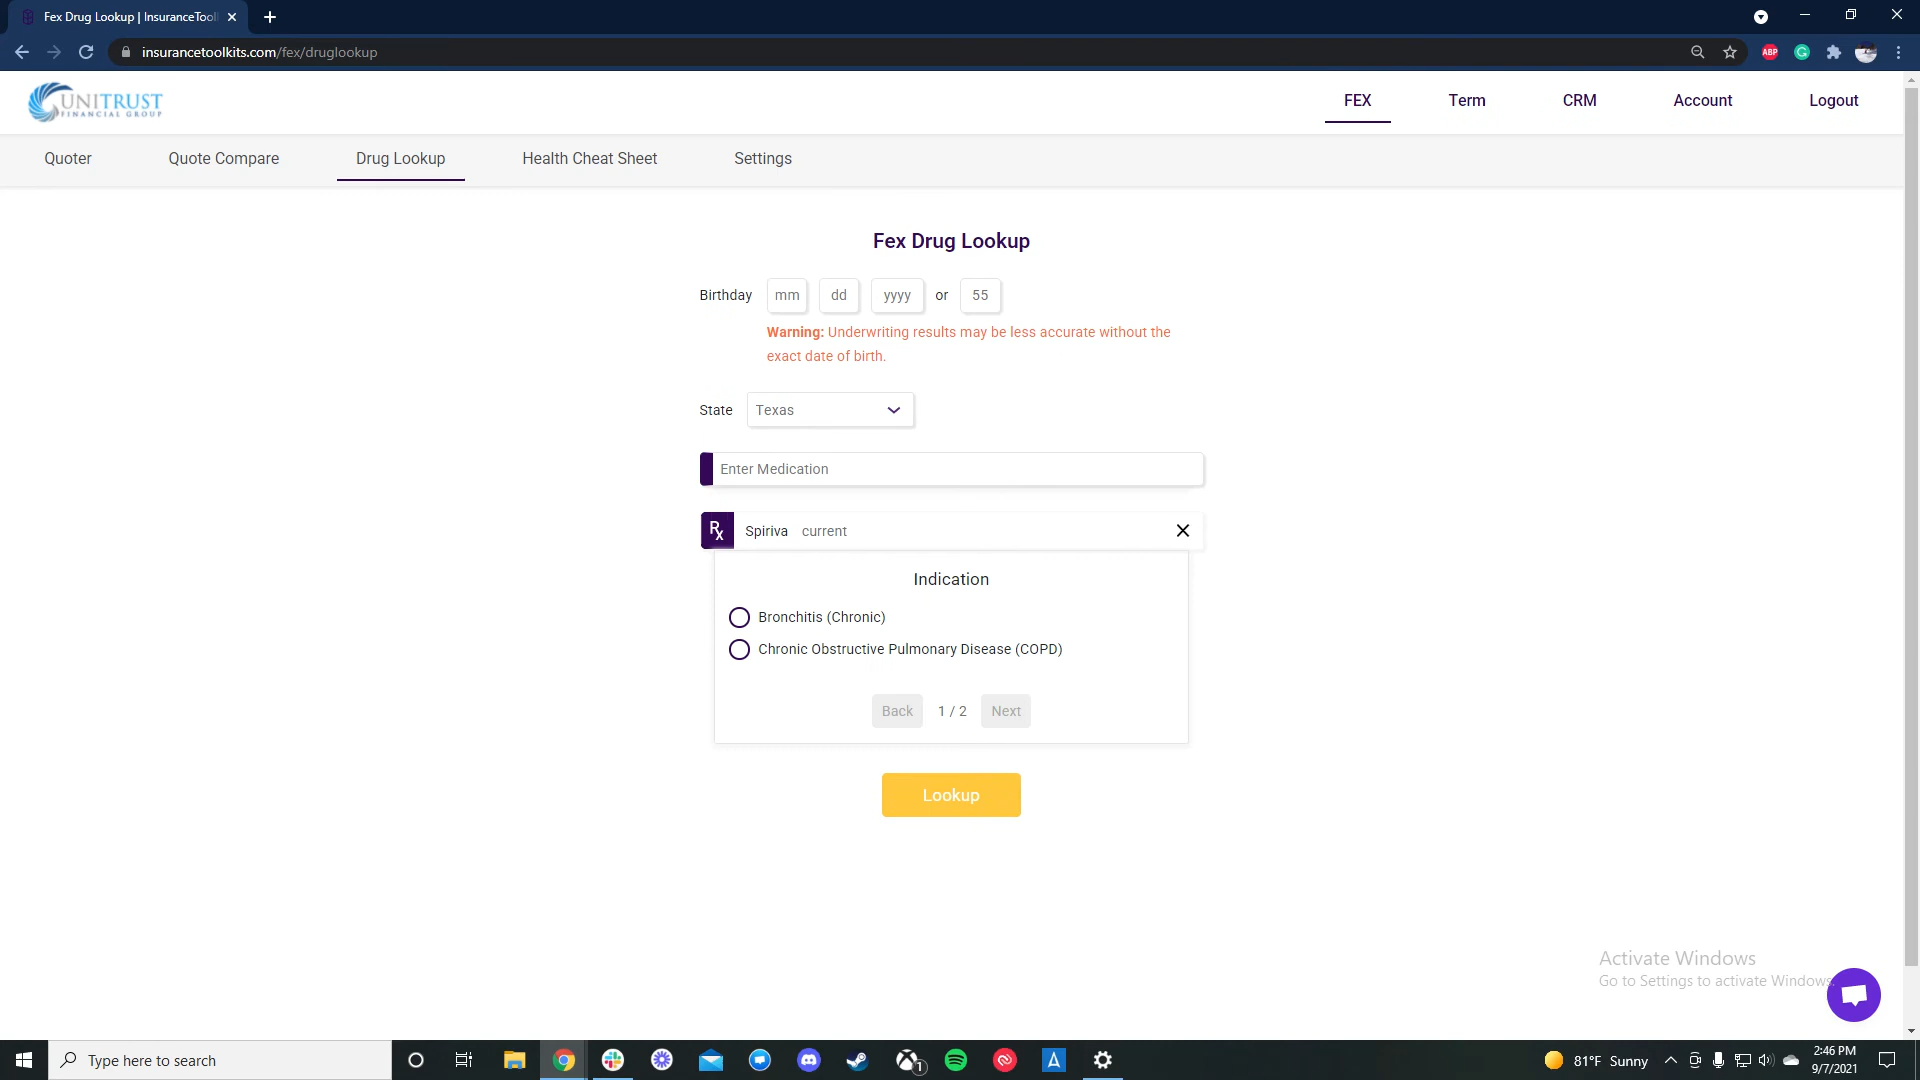 Fex Drug Lookup | InsuranceTool
insurancetoolkits.com/fex/druglookup
ABP
UNITRUST
FINANCIAL GROUP
FEX
Term
CRM
Account
Logout
Quoter
Quote Compare
Drug Lookup
Health Cheat Sheet
Settings
Fex Drug Lookup
Birthday mm dd yyyy or 55
Warning: Underwriting results may be less accurate without the
exact date of birth.
State Texas
Enter Medication
Rx Spiriva current
Indication
Bronchitis (Chronic)
Chronic Obstructive Pulmonary Disease (COPD)
Back 1 / 2 Next
Lookup
Activate Windows
Go to Settings to activate Windows.
Type here to search
1
81°F Sunny
2:46 PM
9/7/2021